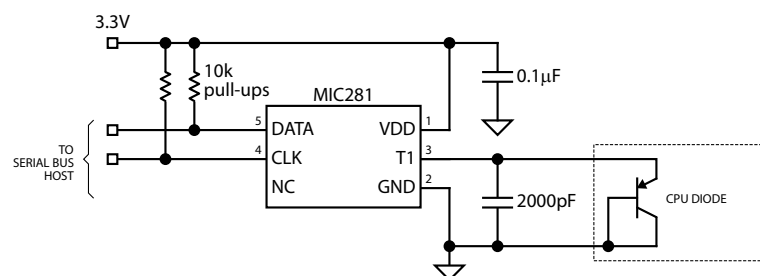 3.3V
10k
pull-ups
0.1µF
MIC281
5
DATA
VDD
1
TO
SERIAL BUS
HOST
4
CLK
T1
3
NC
GND
2
2000pF
CPU DIODE